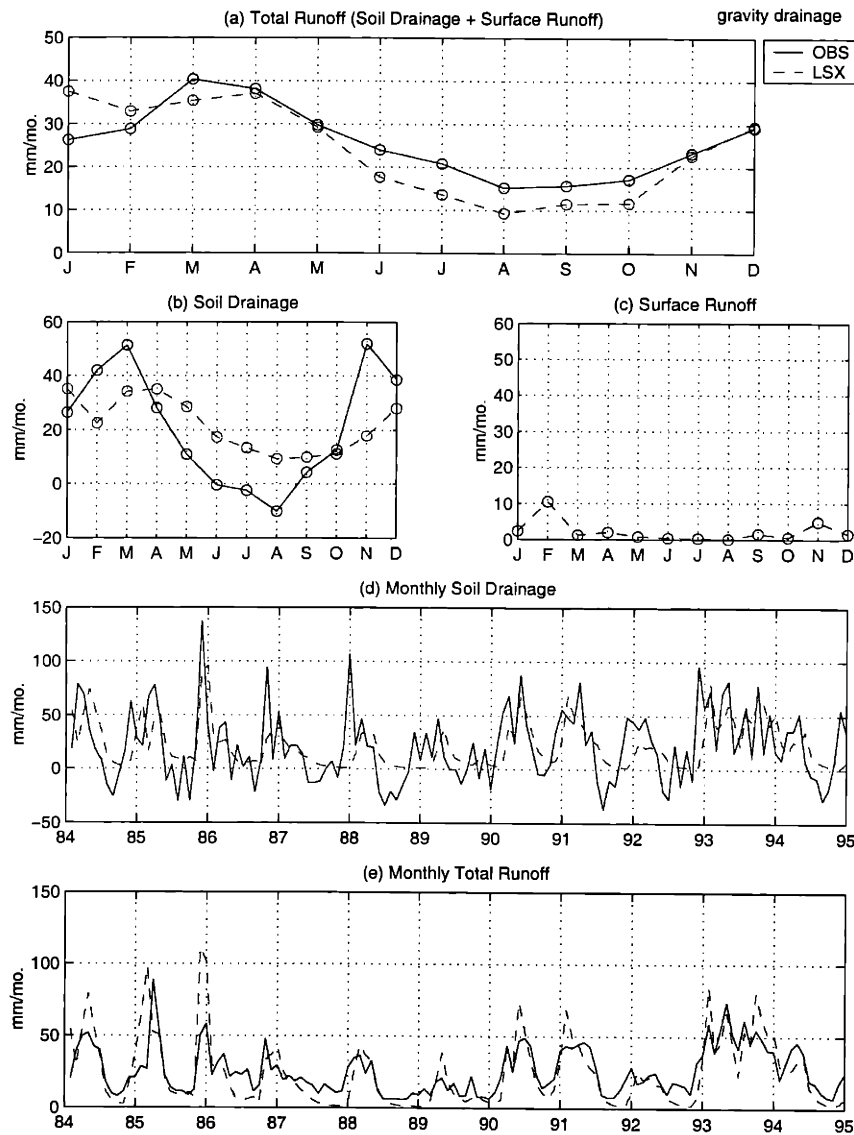 (a) Total Runoff (Soil Drainage + Surface Runoff)
gravity drainage
OBS
LSX
50
40
30
20
10
0
mm/mo.
J F M A M J J A S O N D
(b) Soil Drainage
60
40
20
0
−20
mm/mo.
J F M A M J J A S O N D
(c) Surface Runoff
60
50
40
30
20
10
0
mm/mo.
J F M A M J J A S O N D
(d) Monthly Soil Drainage
150
100
50
0
−50
mm/mo.
84 85 86 87 88 89 90 91 92 93 94 95
(e) Monthly Total Runoff
150
100
50
0
mm/mo.
84 85 86 87 88 89 90 91 92 93 94 95